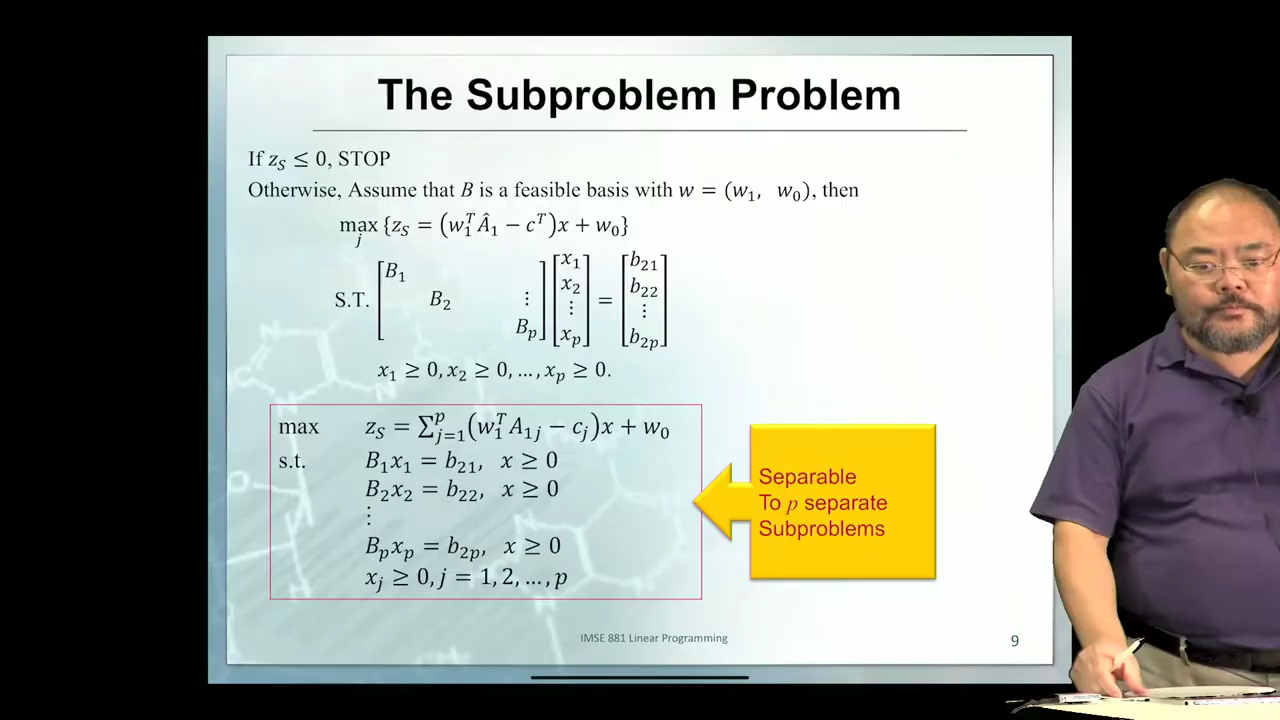 The Subproblem Problem
If z_S ≤ 0, STOP
Otherwise, Assume that B is a feasible basis with w = (w_1, w_0), then
max_j {z_S = (w_1^T Â_1 − c^T)x + w_0}
S.T. [B_1 B_2 ⋮ B_p] [x_1 x_2 ⋮ x_p] = [b_21 b_22 ⋮ b_2p]
x_1 ≥ 0, x_2 ≥ 0, …, x_p ≥ 0.
max z_S = ∑_{j=1}^p (w_1^T A_{1j} − c_j)x + w_0
s.t. B_1x_1 = b_21, x ≥ 0
B_2x_2 = b_22, x ≥ 0
⋮
B_px_p = b_2p, x ≥ 0
x_j ≥ 0, j = 1, 2, …, p
Separable
To p separate
Subproblems
IMSE 881 Linear Programming
9